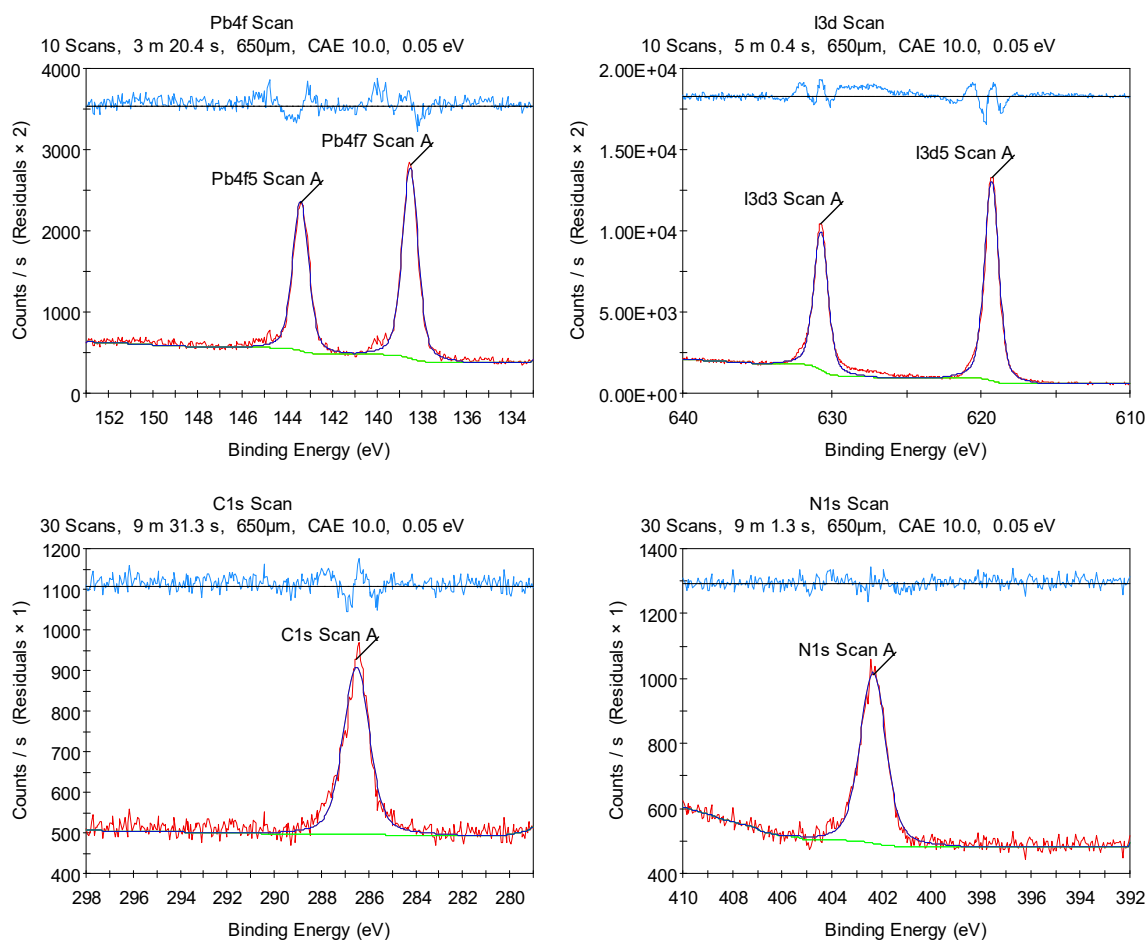 Pb4f Scan
10 Scans, 3 m 20.4 s, 650µm, CAE 10.0, 0.05 eV
4000
3000
2000
1000
0
Counts / s (Residuals × 2)
Pb4f7 Scan A
Pb4f5 Scan A
152 150 148 146 144 142 140 138 136 134
Binding Energy (eV)
I3d Scan
10 Scans, 5 m 0.4 s, 650µm, CAE 10.0, 0.05 eV
2.00E+04
1.50E+04
1.00E+04
5.00E+03
0.00E+00
Counts / s (Residuals × 2)
I3d5 Scan A
I3d3 Scan A
640 630 620 610
Binding Energy (eV)
C1s Scan
30 Scans, 9 m 31.3 s, 650µm, CAE 10.0, 0.05 eV
1200
1100
1000
900
800
700
600
500
400
Counts / s (Residuals × 1)
C1s Scan A
298 296 294 292 290 288 286 284 282 280
Binding Energy (eV)
N1s Scan
30 Scans, 9 m 1.3 s, 650µm, CAE 10.0, 0.05 eV
1400
1200
1000
800
600
400
Counts / s (Residuals × 1)
N1s Scan A
410 408 406 404 402 400 398 396 394 392
Binding Energy (eV)